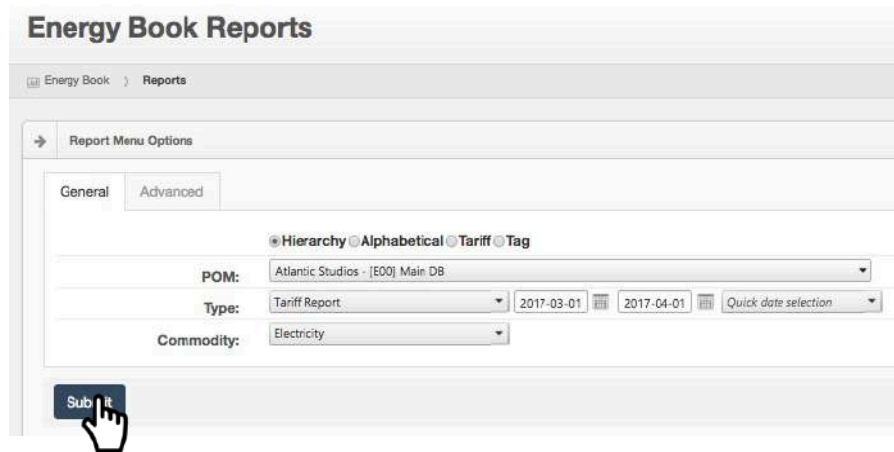 Energy Book Reports
Energy Book Reports
Report Menu Options
General Advanced
Hierarchy Alphabetical Tariff Tag
POM: Atlantic Studios - [E00] Main DB
Type: Tariff Report 2017-03-01 2017-04-01 Quick date selection
Commodity: Electricity
Submit